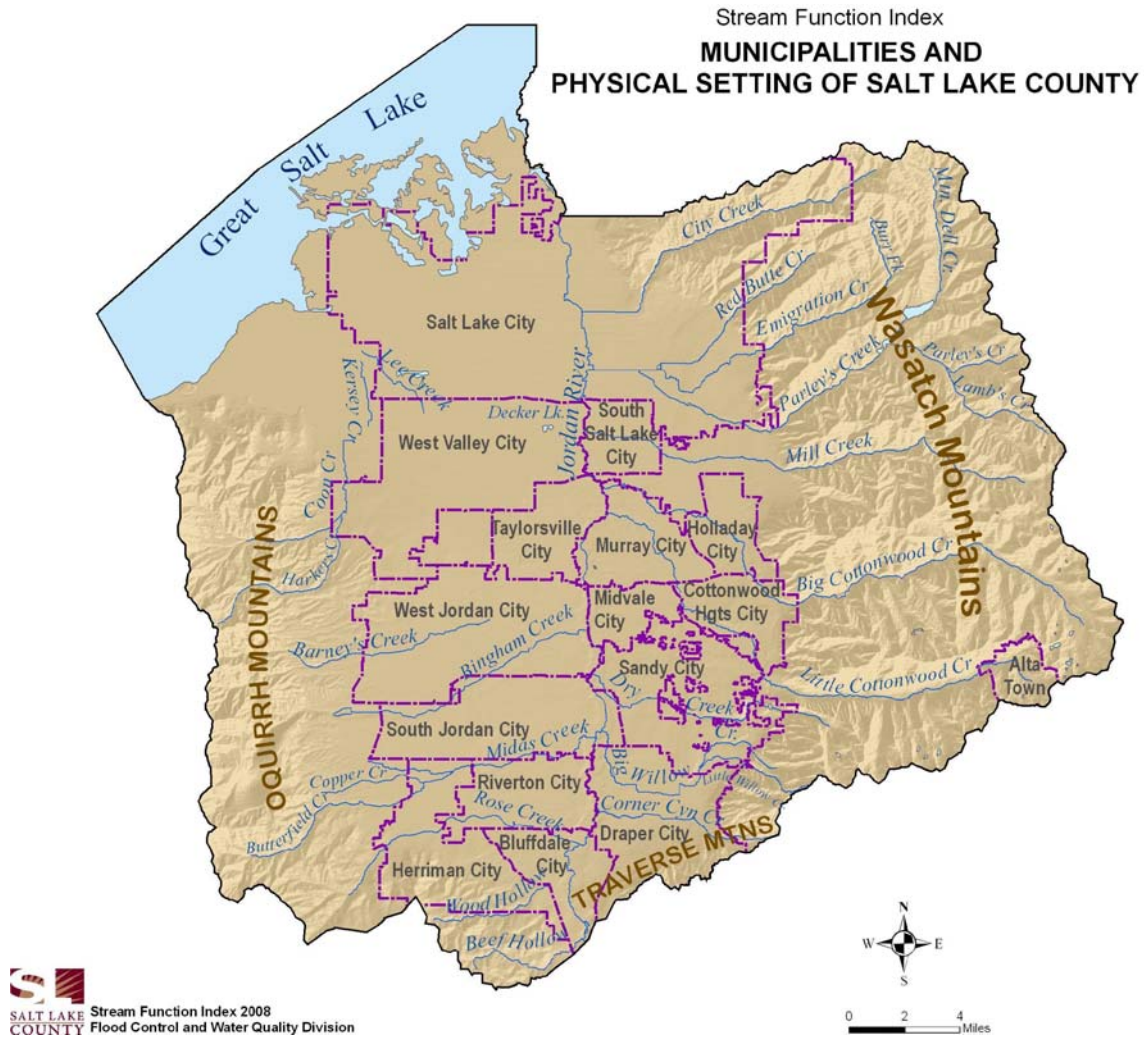 Stream Function Index
MUNICIPALITIES AND
PHYSICAL SETTING OF SALT LAKE COUNTY
Great Salt Lake
City Creek
Mtn. Dell Cr.
Burr Fk
Red Butte Cr.
Emigration Cr
Wasatch Mountains
Salt Lake City
Jordan River
Parley's Creek
Parley's Cr
Lamb's Cr
Lee Creek
Kersey Cr
Decker Lk.
South
Salt Lake
City
West Valley City
Mill Creek
Coon Cr
Taylorsville
City
Murray City
Holladay
City
Harkers C
Big Cottonwood Cr
OQUIRRH MOUNTAINS
West Jordan City
Midvale
City
Cottonwood
Hgts City
Barney's Creek
Bingham Creek
Sandy City
Little Cottonwood Cr
Alta
Town
Dry Creek
South Jordan City
Midas Creek
Big Willow Cr.
Little Willow Cr.
Copper Cr
Riverton City
Butterfield Cr
Rose Creek
Corner Cyn C
Draper City
Bluffdale
City
TRAVERSE MTNS
Herriman City
Wood Hollow
Beef Hollow
N
W E
S
0 2 4
Miles
SL
SALT LAKE
COUNTY
Stream Function Index 2008
Flood Control and Water Quality Division